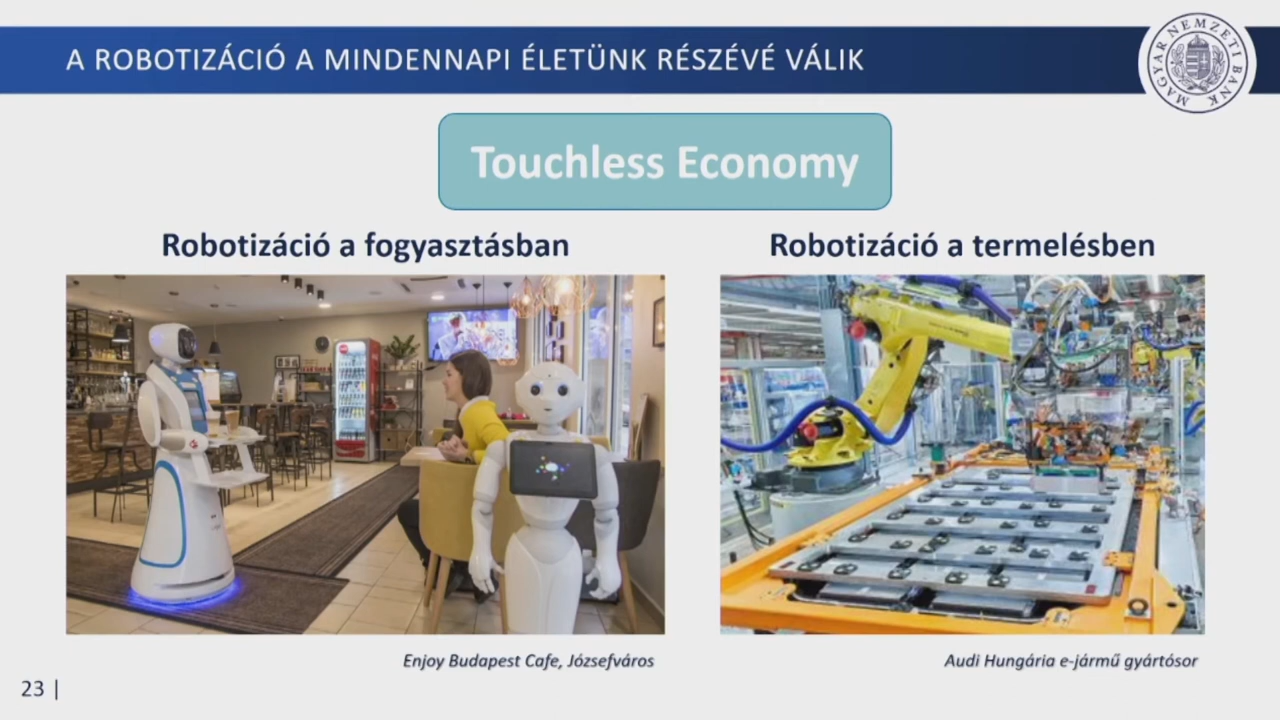 A ROBOTIZÁCIÓ A MINDENNAPI ÉLETÜNK RÉSZÉVÉ VÁLIK
MAGYAR NEMZETI BANK
Touchless Economy
Robotizáció a fogyasztásban
Robotizáció a termelésben
Enjoy Budapest Cafe, Józsefváros
Audi Hungária e-jármű gyártósor
23 |